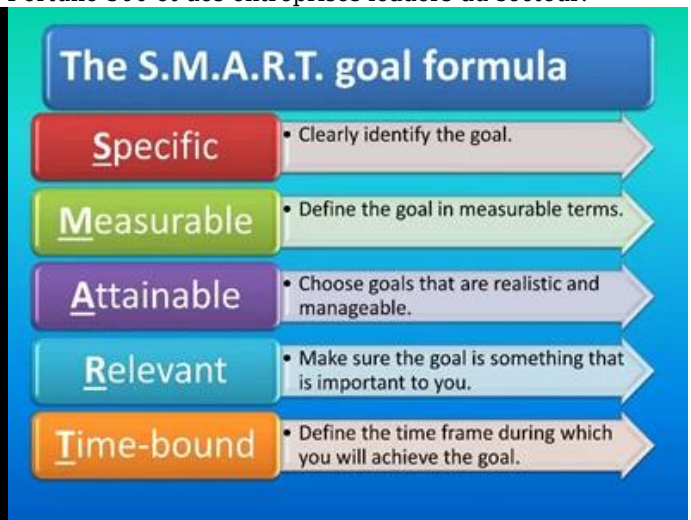 The S.M.A.R.T. goal formula
Specific
• Clearly identify the goal.
Measurable
• Define the goal in measurable terms.
Attainable
• Choose goals that are realistic and
manageable.
Relevant
• Make sure the goal is something that
is important to you.
Time-bound
• Define the time frame during which
you will achieve the goal.